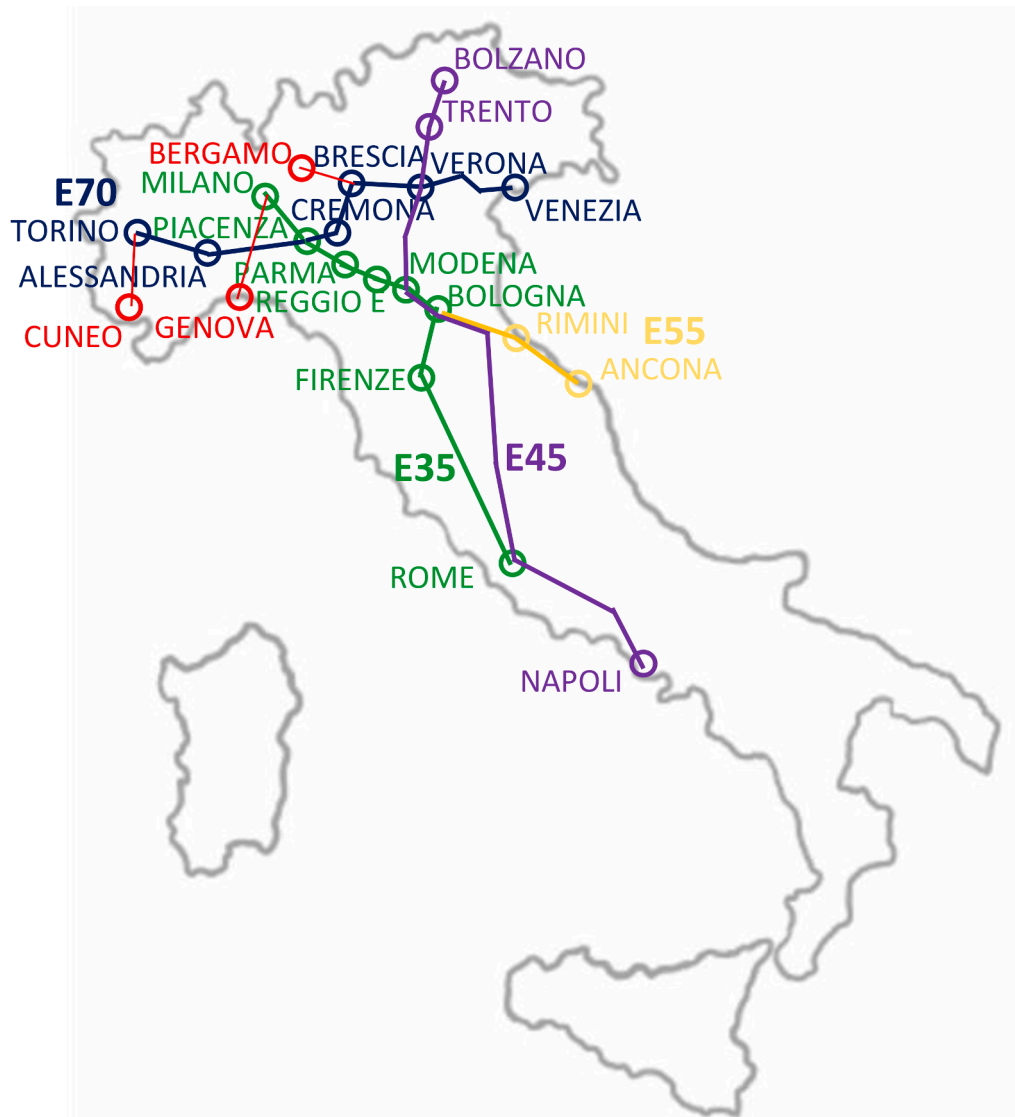 BOLZANO
TRENTO
BERGAMO
BRESCIA
VERONA
MILANO
E70
CREMONA
VENEZIA
TORINO
PIACENZA
MODENA
ALESSANDRIA
PARMA
REGGIO E
BOLOGNA
RIMINI
E55
CUNEO
GENOVA
ANCONA
FIRENZE
E35
E45
ROME
NAPOLI